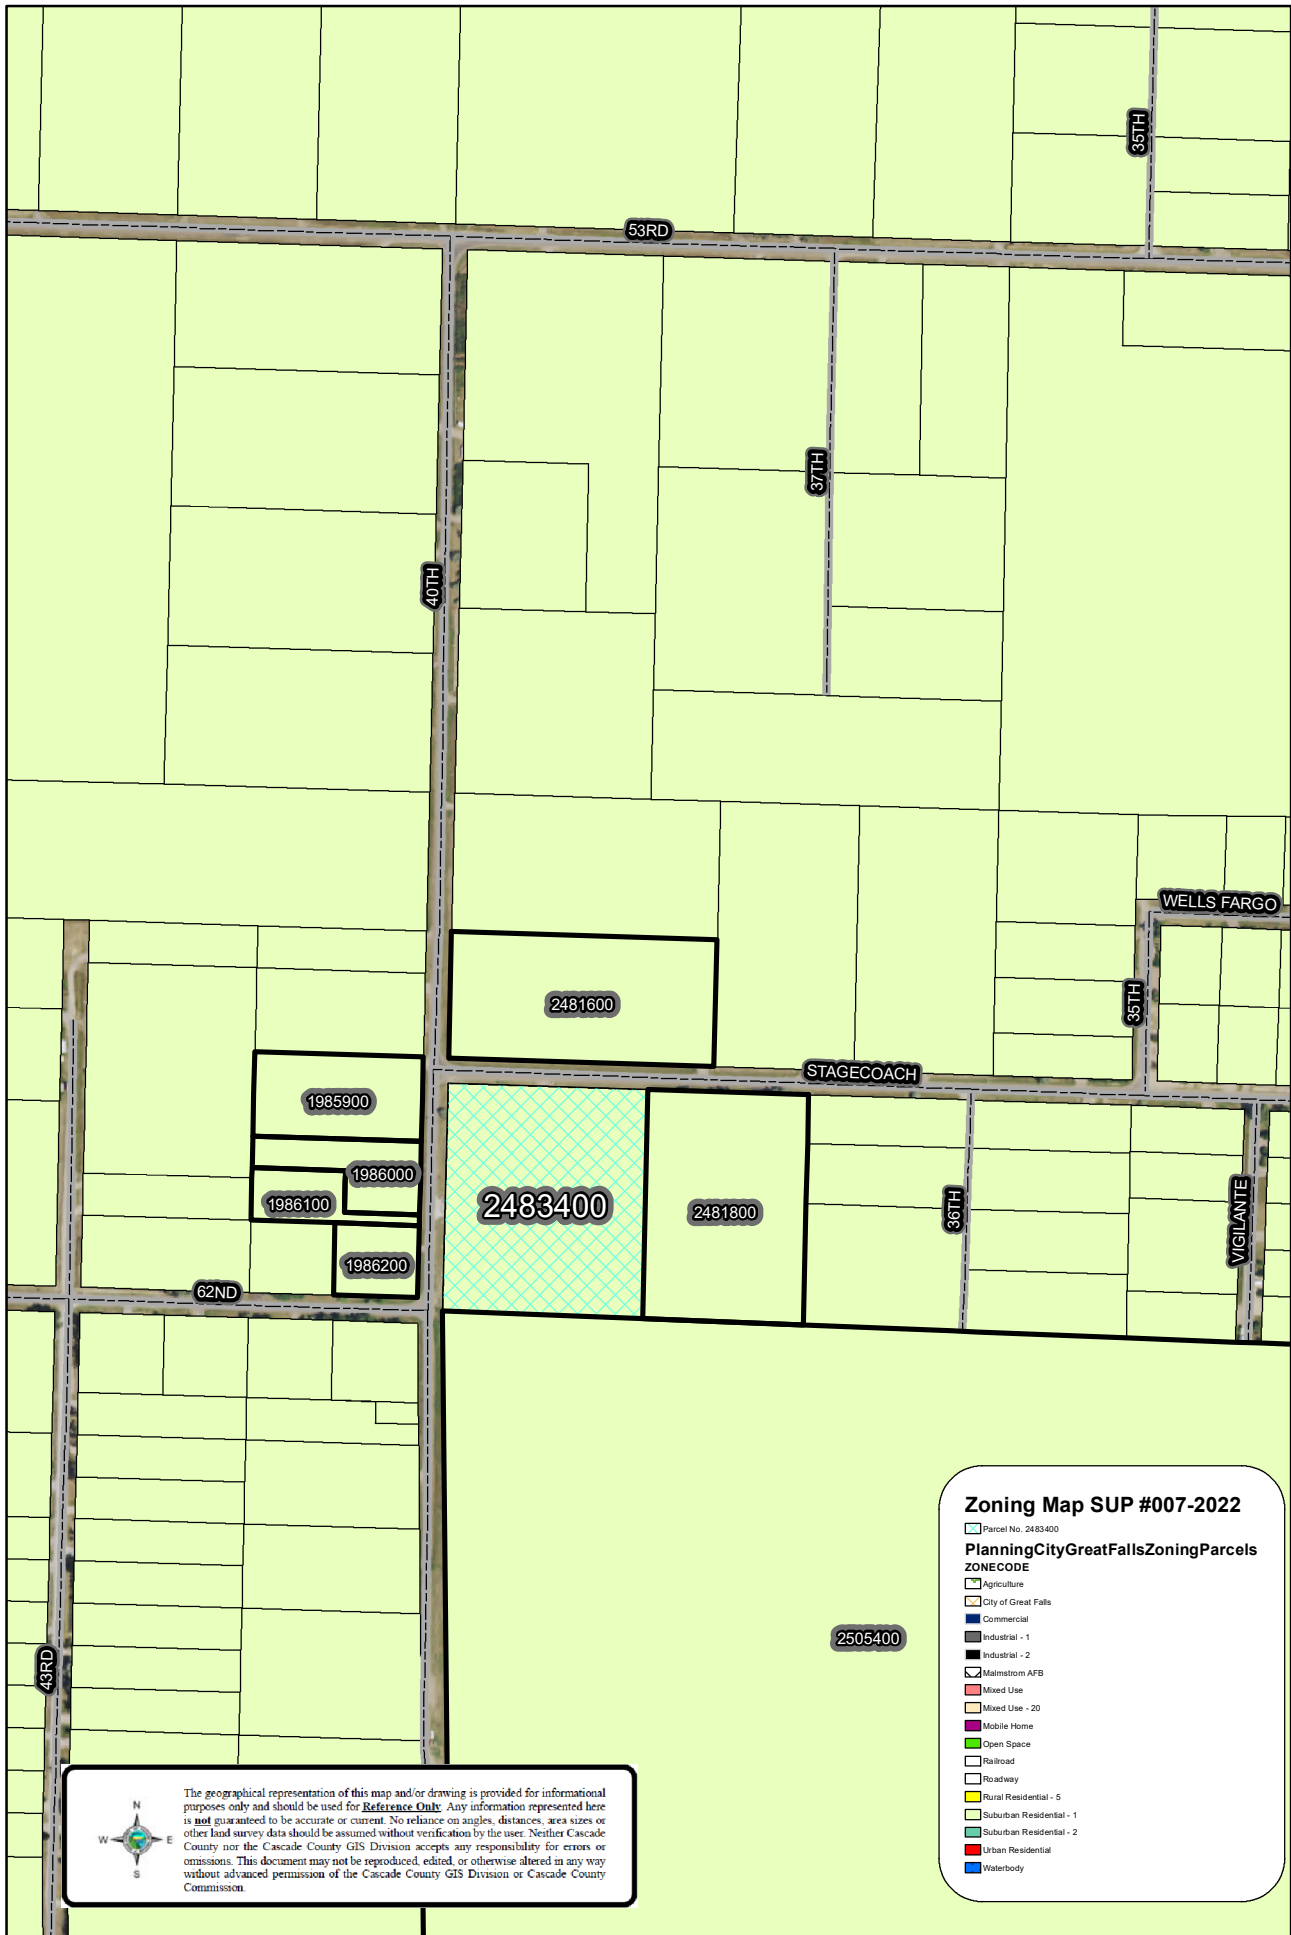 35TH
53RD
37TH
40TH
WELLS FARGO
2481600
35TH
STAGECOACH
1985900
1986000
1986100
2483400
2481800
36TH
VIGILANTE
1986200
62ND
Zoning Map SUP #007-2022
Parcel No. 2483400
PlanningCityGreatFallsZoningParcels
ZONECODE
Agriculture
City of Great Falls
Commercial
Industrial - 1
Industrial - 2
Malmstrom AFB
Mixed Use
Mixed Use - 20
Mobile Home
Open Space
Railroad
Roadway
Rural Residential - 5
Suburban Residential - 1
Suburban Residential - 2
Urban Residential
Waterbody
2505400
43RD
N
W E
S
The geographical representation of this map and/or drawing is provided for informational
purposes only and should be used for Reference Only. Any information represented here
is not guaranteed to be accurate or current. No reliance on angles, distances, area sizes or
other land survey data should be assumed without verification by the user. Neither Cascade
County nor the Cascade County GIS Division accepts any responsibility for errors or
omissions. This document may not be reproduced, edited, or otherwise altered in any way
without advanced permission of the Cascade County GIS Division or Cascade County
Commission.